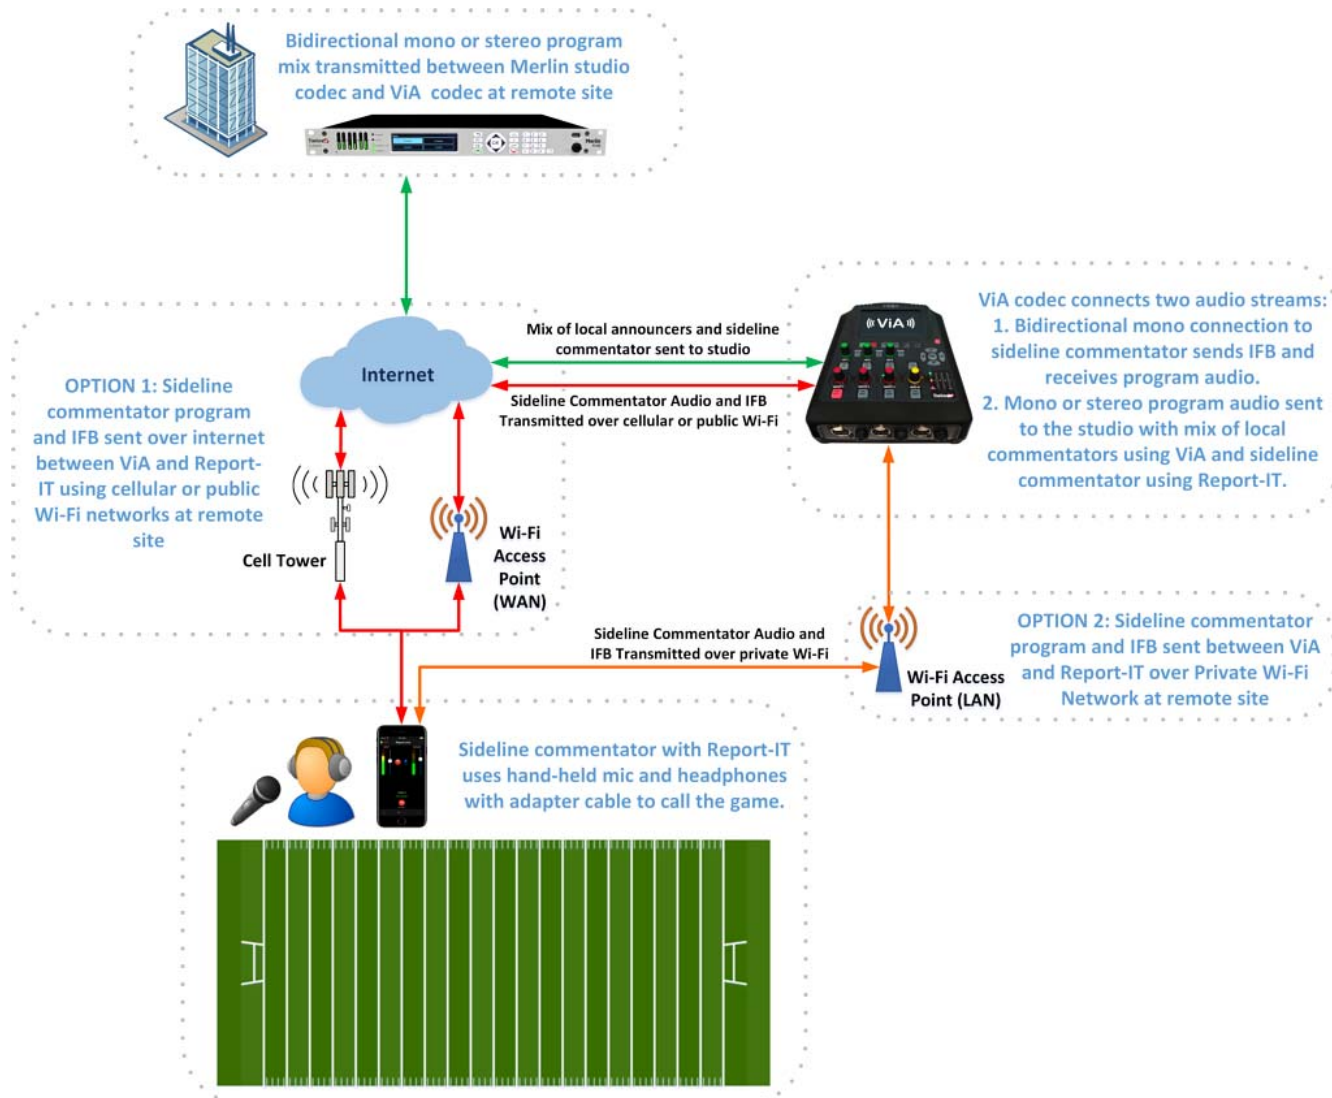 Bidirectional mono or stereo program
mix transmitted between Merlin studio
codec and ViA codec at remote site
Merlin
ViA codec connects two audio streams:
1. Bidirectional mono connection to
sideline commentator sends IFB and
receives program audio.
2. Mono or stereo program audio sent
to the studio with mix of local
commentators using ViA and sideline
commentator using Report-IT.
ViA
Mix of local announcers and sideline
commentator sent to studio
Internet
Sideline Commentator Audio and IFB
Transmitted over cellular or public Wi-Fi
OPTION 1: Sideline
commentator program
and IFB sent over internet
between ViA and Report-
IT using cellular or public
Wi-Fi networks at remote
site
Cell Tower
Wi-Fi
Access
Point
(WAN)
Sideline Commentator Audio and
IFB Transmitted over private Wi-Fi
Wi-Fi Access
Point (LAN)
OPTION 2: Sideline commentator
program and IFB sent between ViA
and Report-IT over Private Wi-Fi
Network at remote site
Sideline commentator with Report-IT
uses hand-held mic and headphones
with adapter cable to call the game.